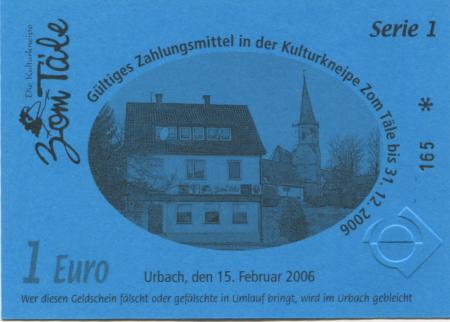 Serie 1
Die Kulturkneipe
Zom Täle
Gültiges Zahlungsmittel in der Kulturkneipe Zom Täle bis 31. 12. 2006
165 *
Zom Täle
1 Euro
Urbach, den 15. Februar 2006
Wer diesen Geldschein fälscht oder gefälschte in Umlauf bringt, wird im Urbach gebleicht